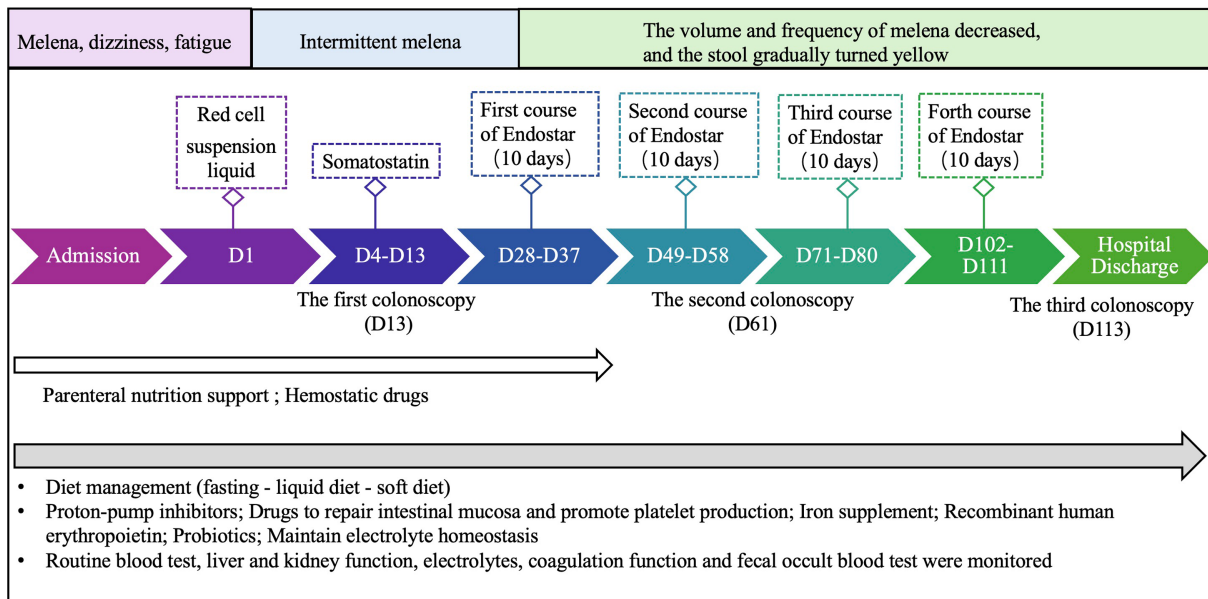 Melena, dizziness, fatigue
Intermittent melena
The volume and frequency of melena decreased,
and the stool gradually turned yellow
Red cell
suspension
liquid
Somatostatin
First course
of Endostar
（10 days）
Second course
of Endostar
（10 days）
Third course
of Endostar
（10 days）
Forth course
of Endostar
（10 days）
Admission
D1
D4-D13
D28-D37
D49-D58
D71-D80
D102-
D111
Hospital
Discharge
The first colonoscopy
(D13)
The second colonoscopy
(D61)
The third colonoscopy
(D113)
Parenteral nutrition support ; Hemostatic drugs
• Diet management (fasting - liquid diet - soft diet)
• Proton-pump inhibitors; Drugs to repair intestinal mucosa and promote platelet production; Iron supplement; Recombinant human
erythropoietin; Probiotics; Maintain electrolyte homeostasis
• Routine blood test, liver and kidney function, electrolytes, coagulation function and fecal occult blood test were monitored